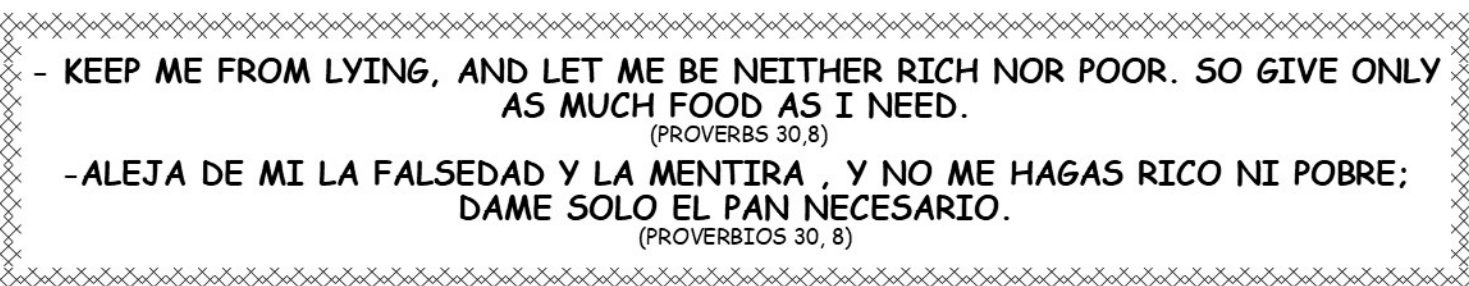 - KEEP ME FROM LYING, AND LET ME BE NEITHER RICH NOR POOR. SO GIVE ONLY
AS MUCH FOOD AS I NEED.
(PROVERBS 30,8)
-ALEJA DE MI LA FALSEDAD Y LA MENTIRA , Y NO ME HAGAS RICO NI POBRE;
DAME SOLO EL PAN NECESARIO.
(PROVERBIOS 30, 8)